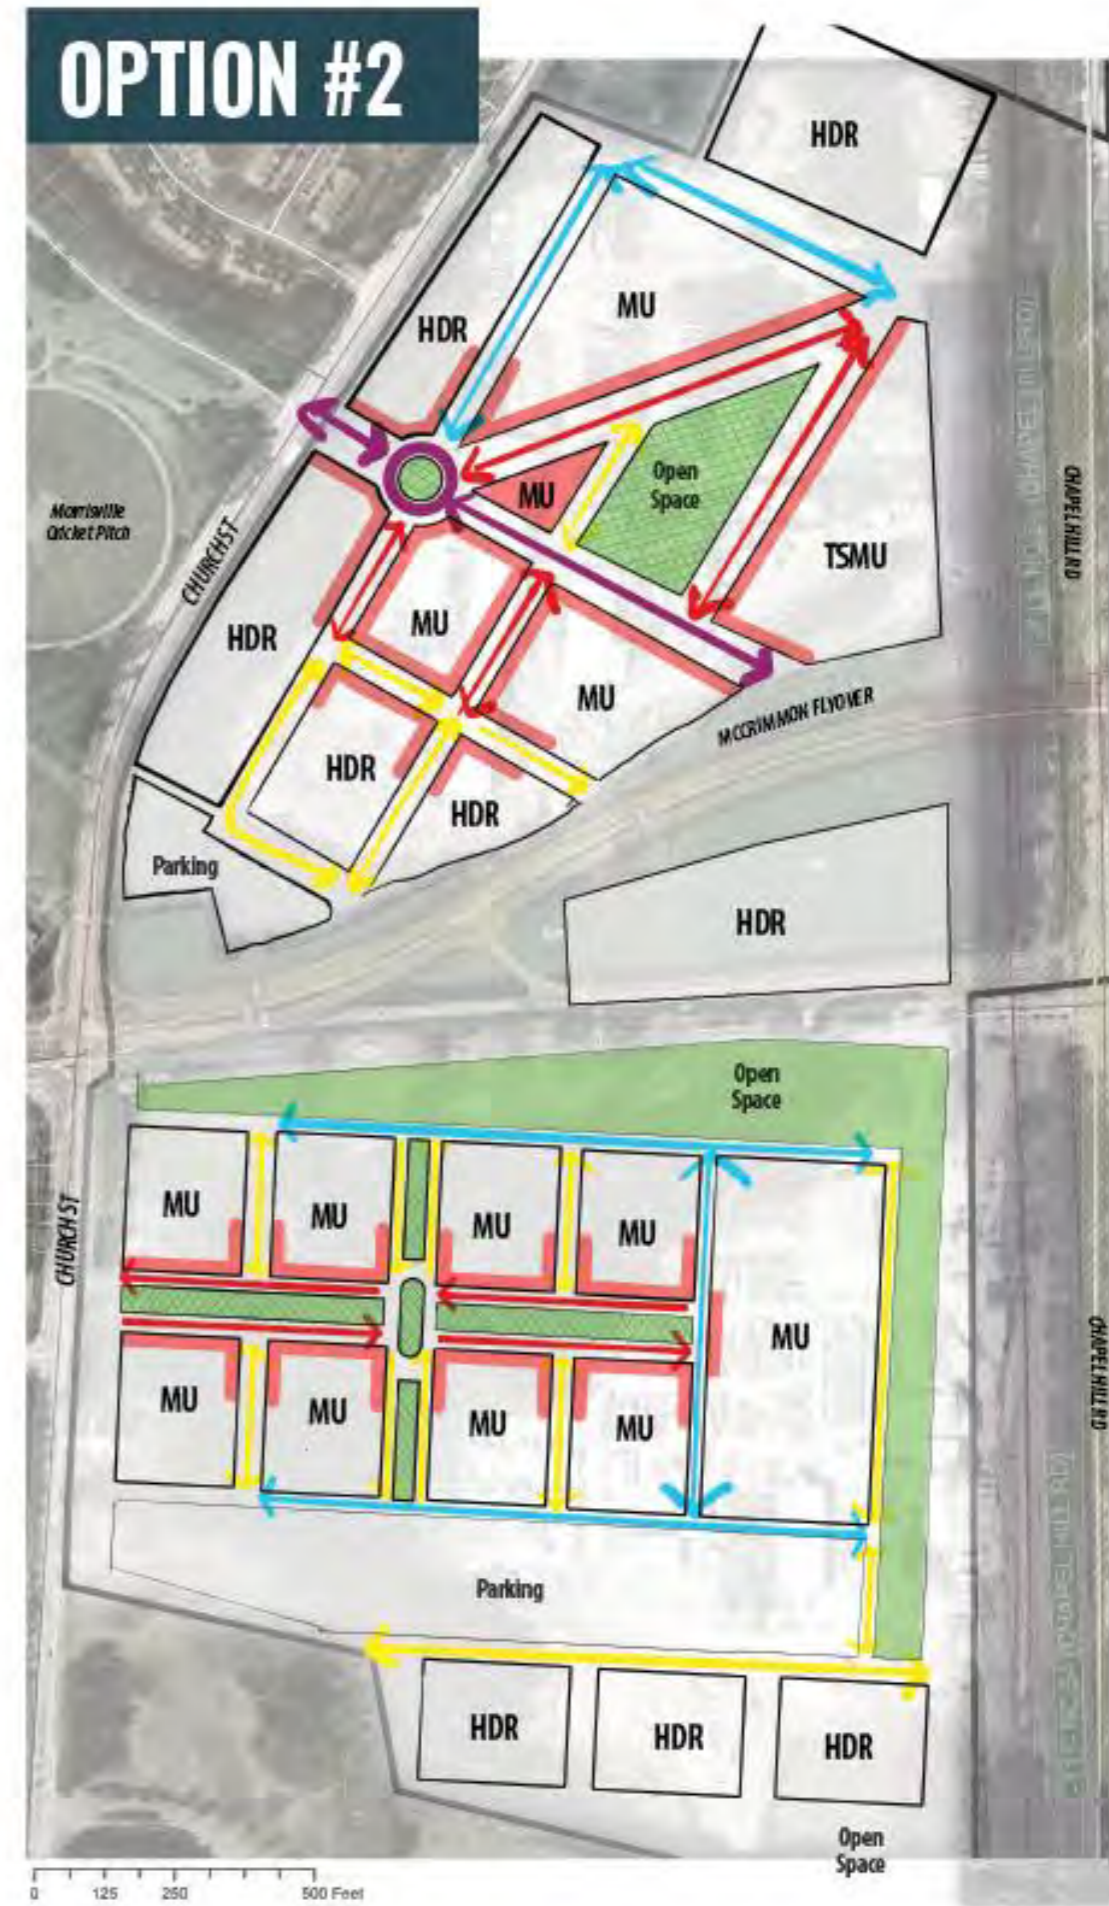 OPTION #2
HDR
MU
HDR
Open
Space
MU
Morrisville
Cricket Pitch
CHURCH ST
CHAPEL HILL RD
TSMU
MU
HDR
MU
MCCRIMMON FLYOVER
HDR
HDR
Parking
HDR
Open
Space
CHURCH ST
MU
MU
MU
MU
MU
CHAPEL HILL RD
MU
MU
MU
MU
Parking
HDR
HDR
HDR
Open
Space
0
125
250
500 Feet